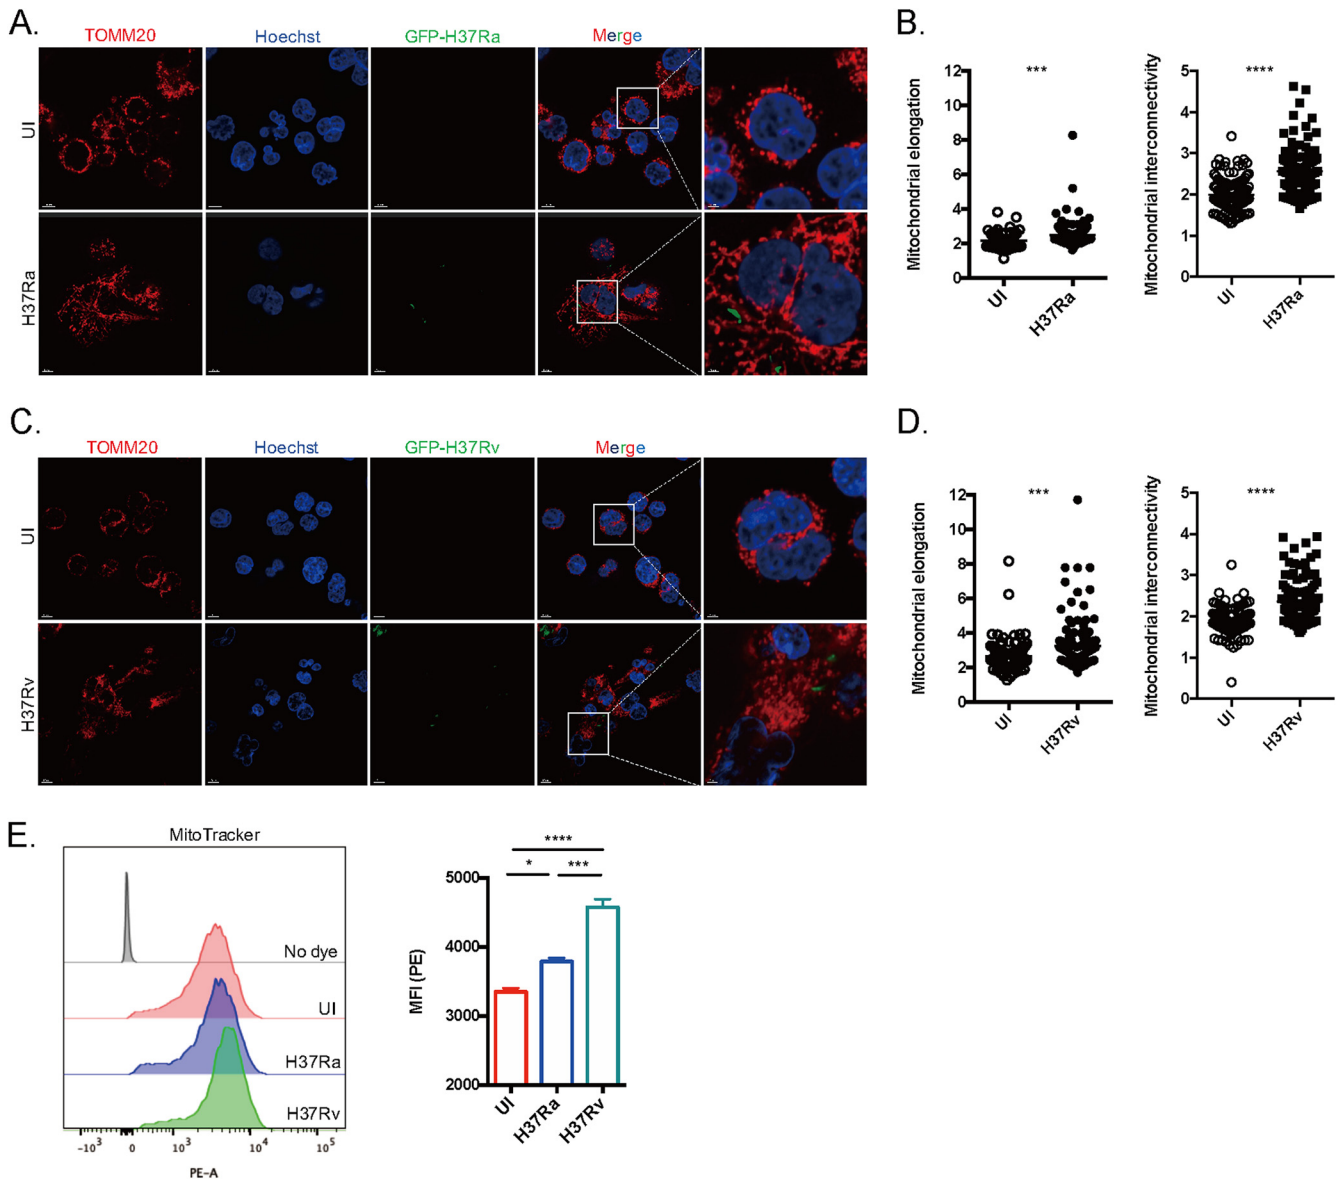 A.
TOMM20 Hoechst GFP-H37Ra Merge
UI
H37Ra
B.
***
Mitochondrial elongation
12
10
8
6
4
2
0
UI H37Ra
****
Mitochondrial interconnectivity
5
4
3
2
1
0
UI H37Ra
C.
TOMM20 Hoechst GFP-H37Rv Merge
UI
H37Rv
D.
***
Mitochondrial elongation
12
10
8
6
4
2
0
UI H37Rv
****
Mitochondrial interconnectivity
5
4
3
2
1
0
UI H37Rv
E.
MitoTracker
No dye
UI
H37Ra
H37Rv
-10³ 0 10³ 10⁴ 10⁵
PE-A
****
* ***
MFI (PE)
5000
4000
3000
2000
UI H37Ra H37Rv